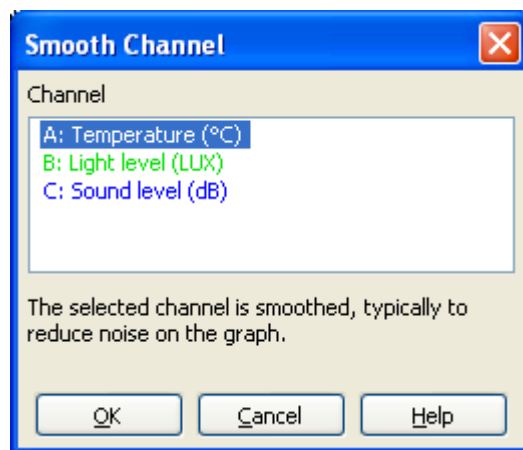 Smooth Channel
Channel
A: Temperature (°C)
B: Light level (LUX)
C: Sound level (dB)
The selected channel is smoothed, typically to
reduce noise on the graph.
OK Cancel Help